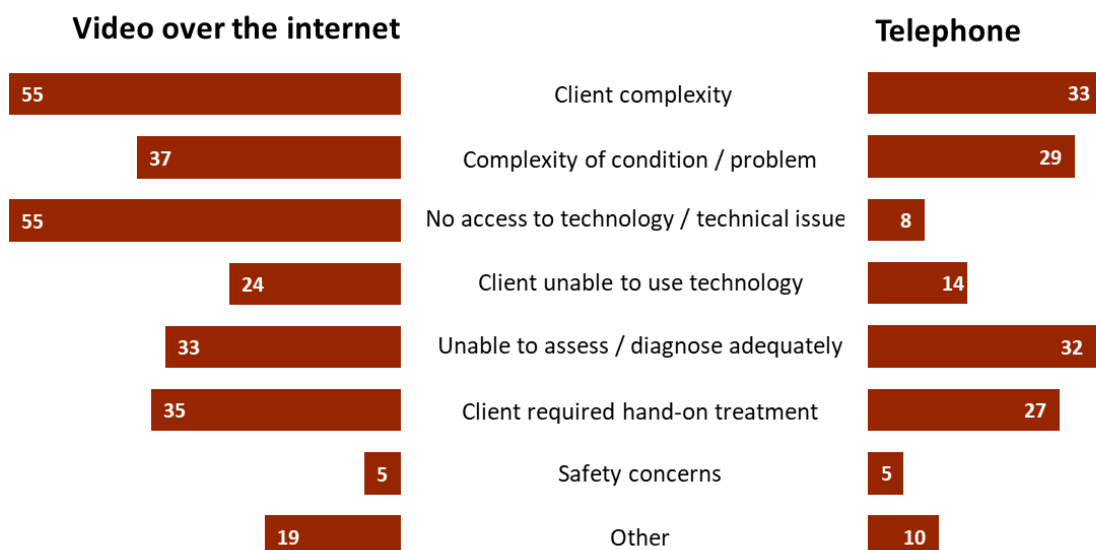 Video over the internet Telephone
55 Client complexity 33
37 Complexity of condition / problem 29
55 No access to technology / technical issue 8
24 Client unable to use technology 14
33 Unable to assess / diagnose adequately 32
35 Client required hand-on treatment 27
5 Safety concerns 5
19 Other 10